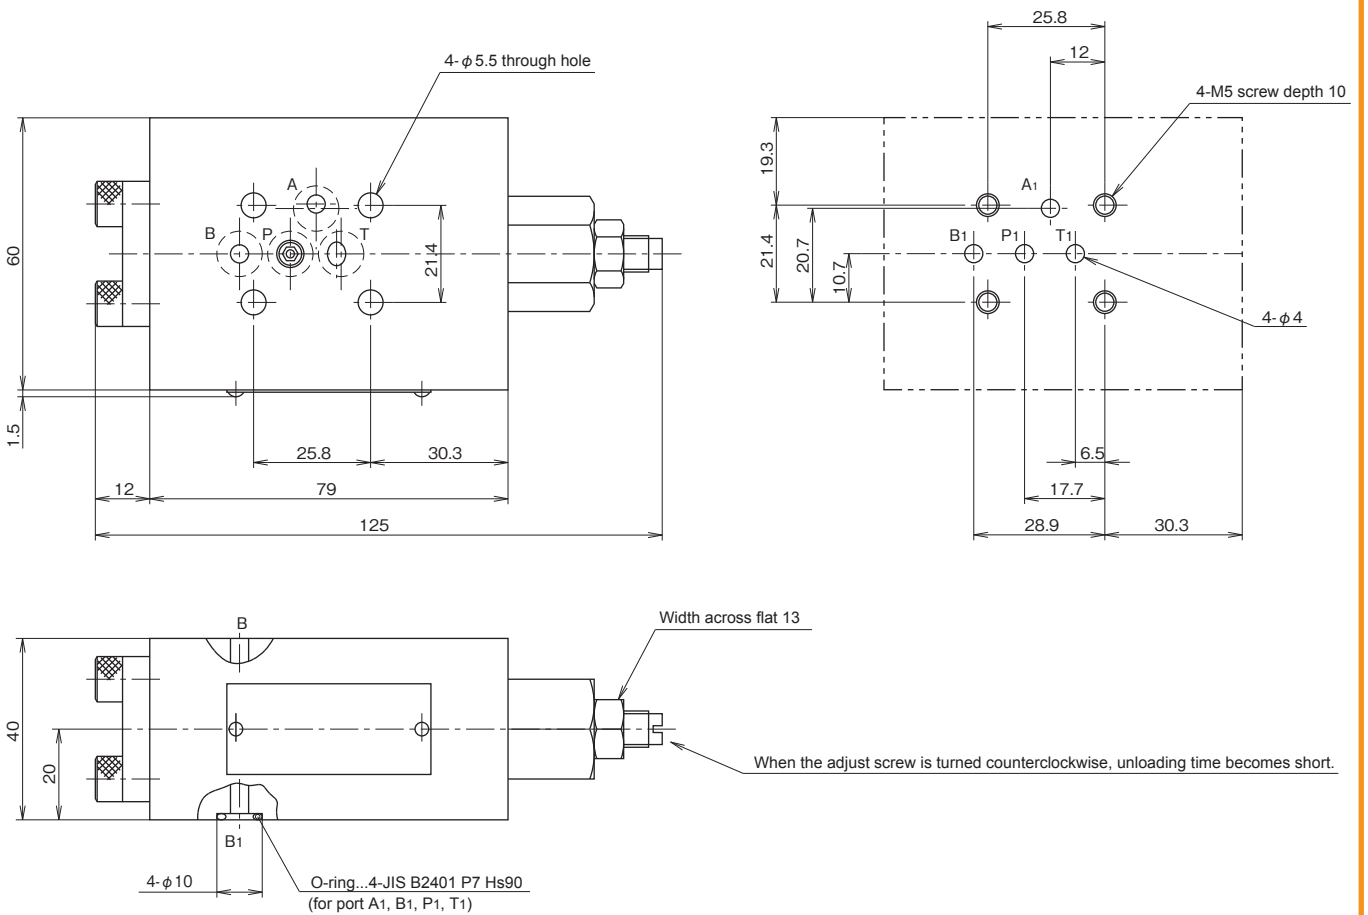 4-φ5.5 through hole
A
B
P
T
60
21.4
1.5
25.8
30.3
12
79
125
25.8
12
4-M5 screw depth 10
19.3
21.4
20.7
10.7
A1
B1
P1
T1
4-φ4
6.5
17.7
28.9
30.3
Width across flat 13
B
40
20
When the adjust screw is turned counterclockwise, unloading time becomes short.
B1
4-φ10
O-ring...4-JIS B2401 P7 Hs90
(for port A1, B1, P1, T1)